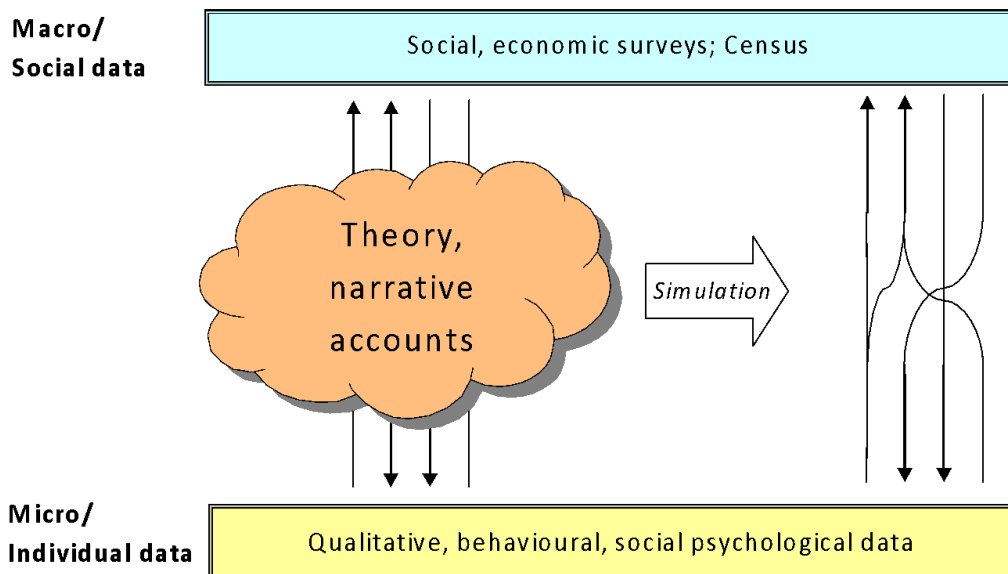 Macro/
Social data
Social, economic surveys; Census
Theory,
narrative
accounts
Simulation
Micro/
Individual data
Qualitative, behavioural, social psychological data